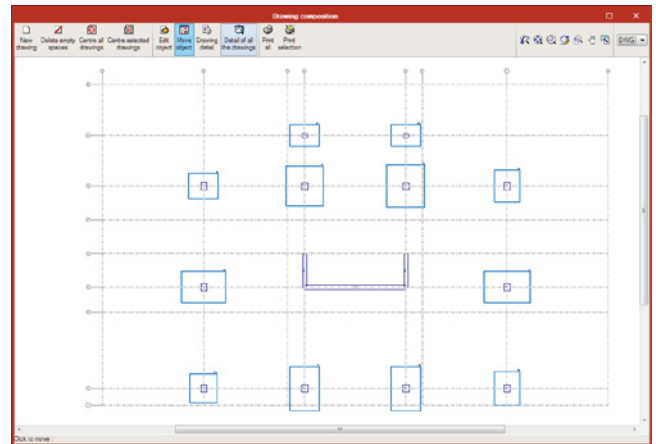 Drawing composition
New drawing
Delete empty spaces
Centre all drawings
Centre selected drawings
Edit object
Move object
Drawing detail
Detail of all the drawings
Print all
Print selection
DWG
Click to move :